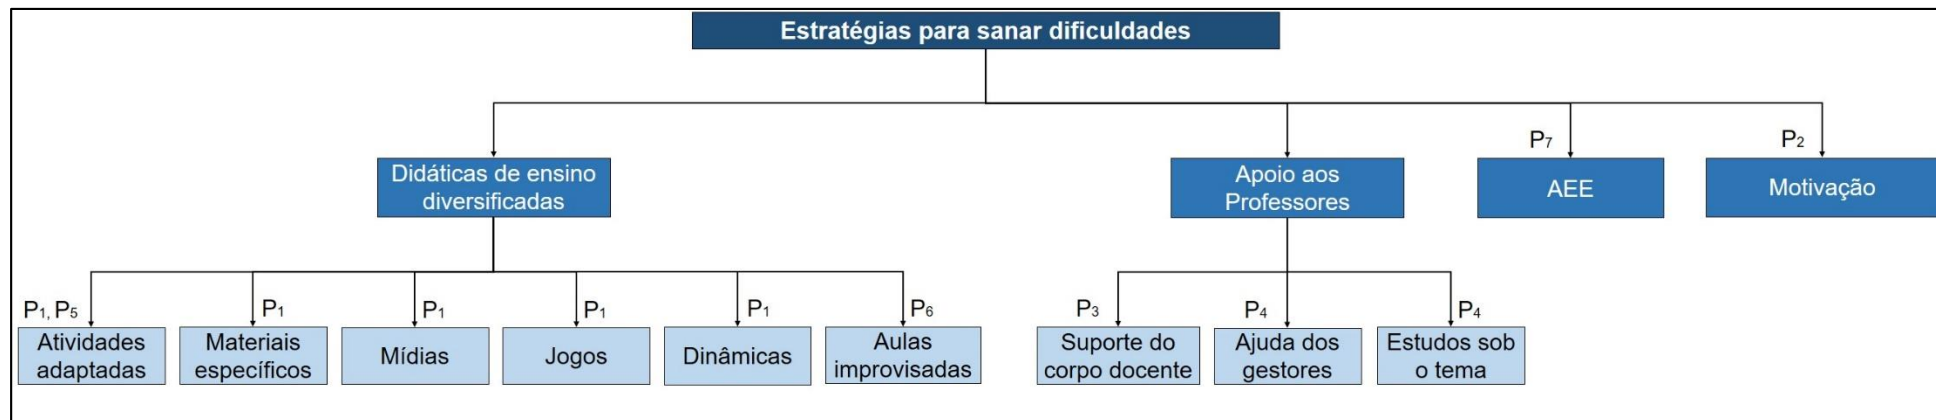 Estratégias para sanar dificuldades
P7
P2
Didáticas de ensino
diversificadas
Apoio aos
Professores
AEE
Motivação
P1, P5
P1
P1
P1
P1
P6
P3
P4
P4
Atividades
adaptadas
Materiais
específicos
Mídias
Jogos
Dinâmicas
Aulas
improvisadas
Suporte do
corpo docente
Ajuda dos
gestores
Estudos sob
o tema